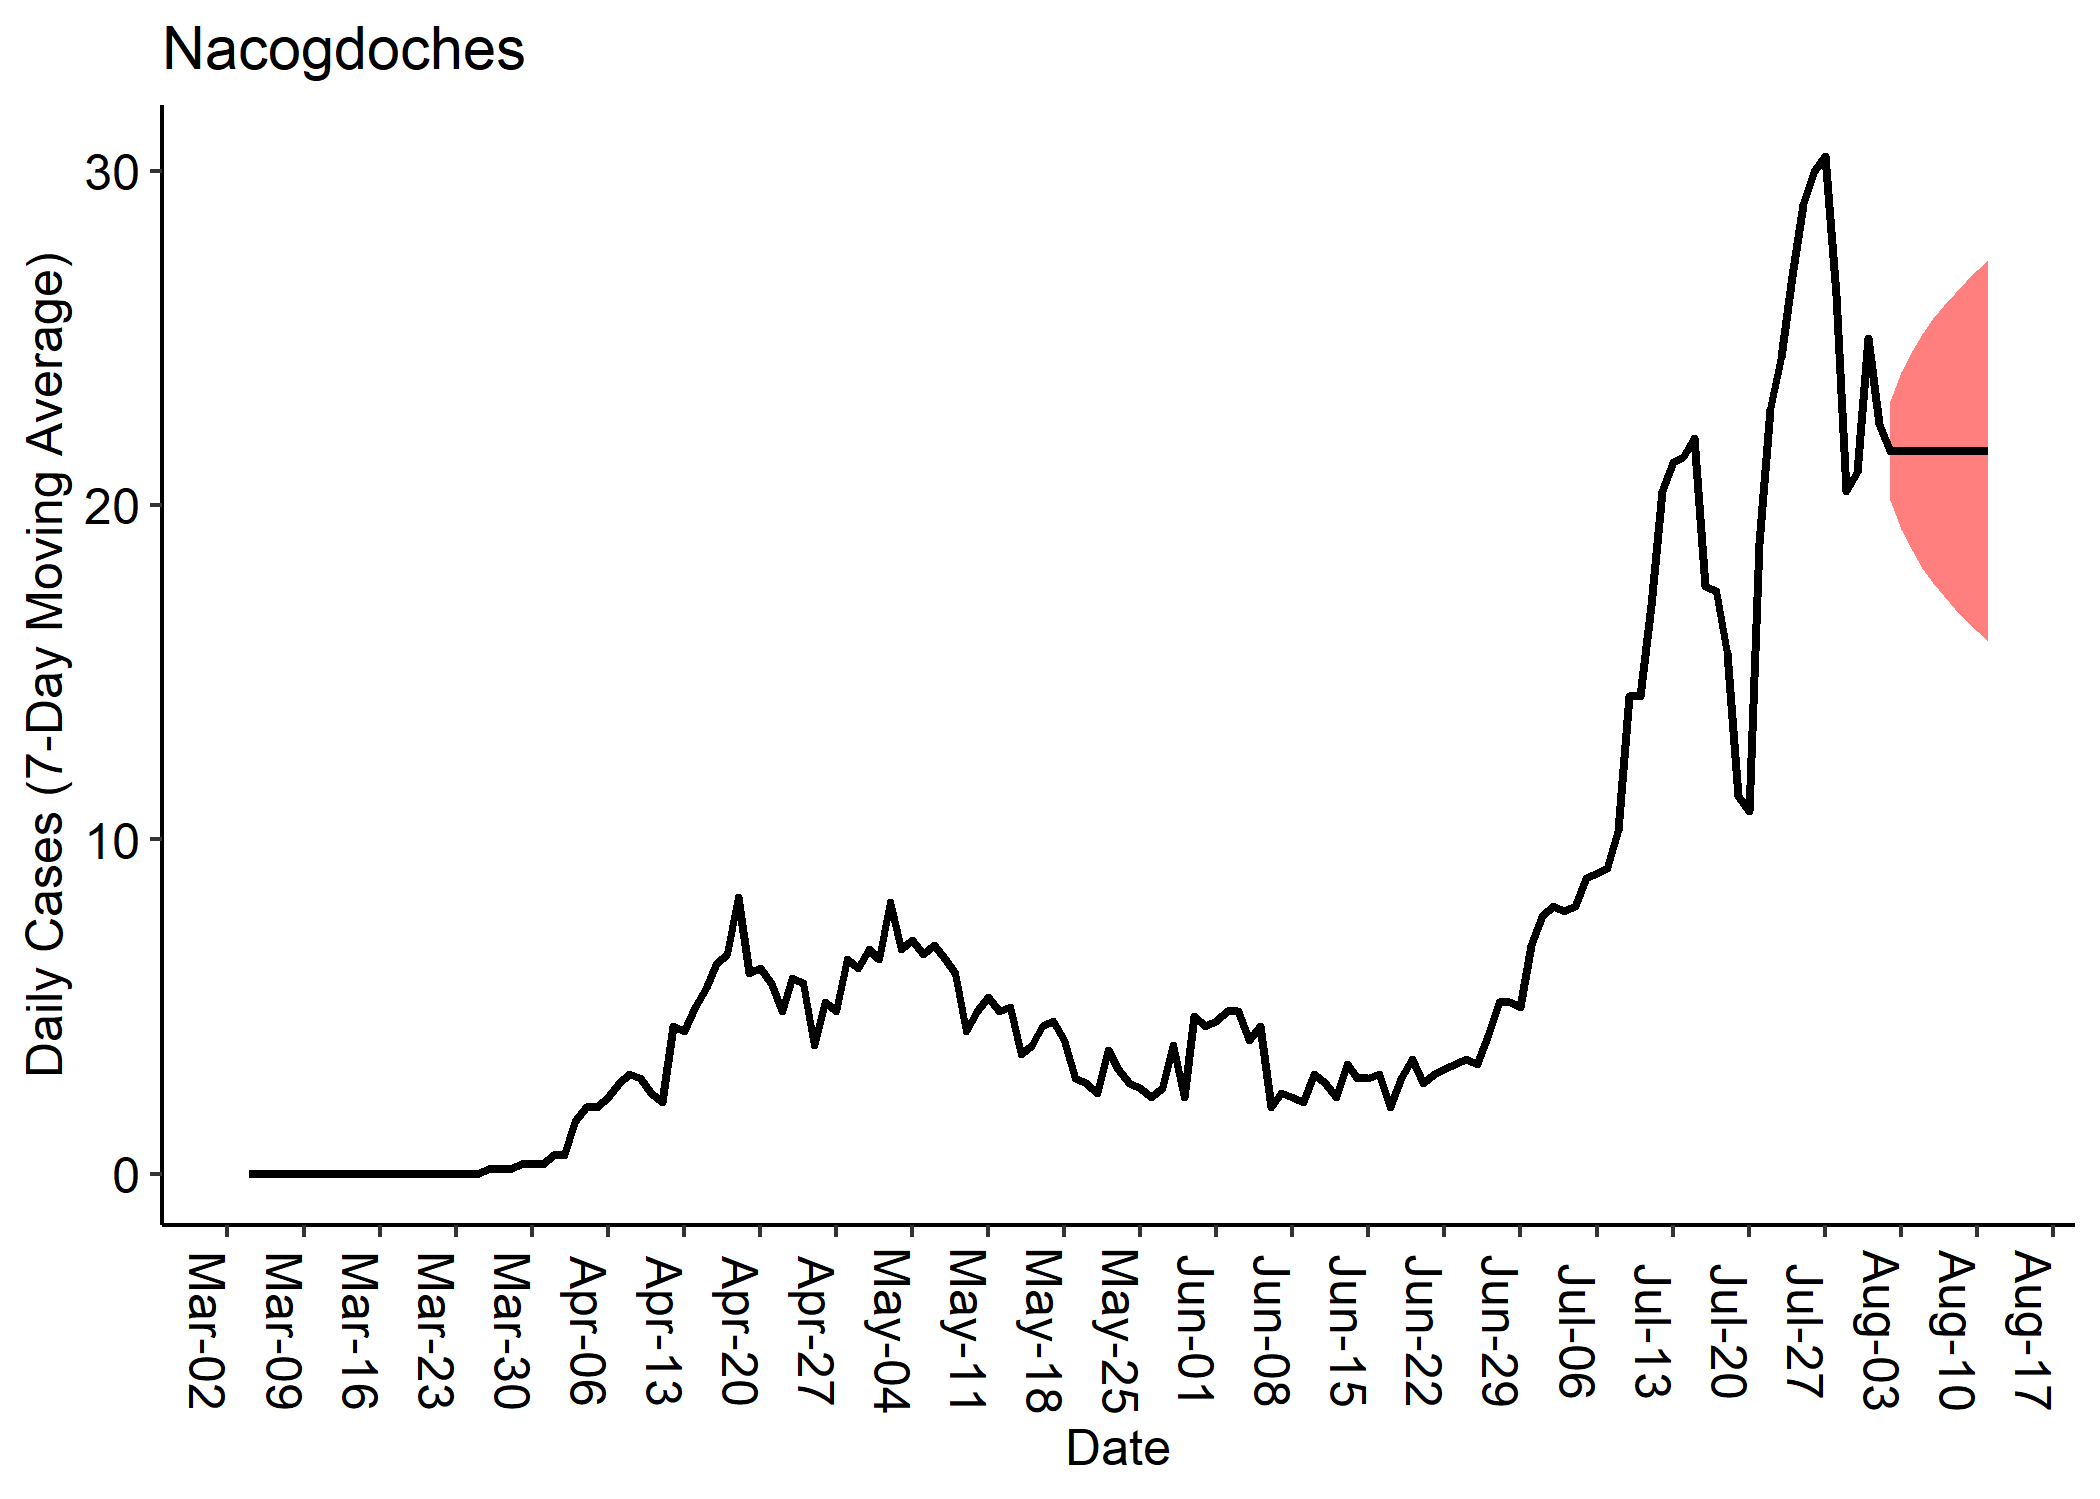 Nacogdoches
Daily Cases (7-Day Moving Average)
30
20
10
0
Mar-02
Mar-09
Mar-16
Mar-23
Mar-30
Apr-06
Apr-13
Apr-20
Apr-27
May-04
May-11
May-18
May-25
Jun-01
Jun-08
Jun-15
Jun-22
Jun-29
Jul-06
Jul-13
Jul-20
Jul-27
Aug-03
Aug-10
Aug-17
Date